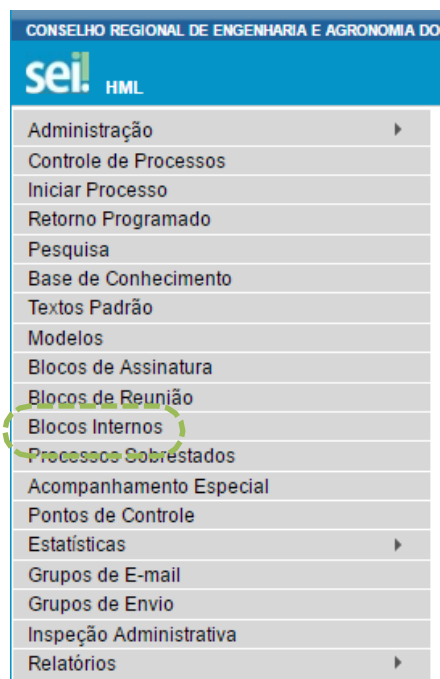 CONSELHO REGIONAL DE ENGENHARIA E AGRONOMIA DO
sei! HML
Administração
Controle de Processos
Iniciar Processo
Retorno Programado
Pesquisa
Base de Conhecimento
Textos Padrão
Modelos
Blocos de Assinatura
Blocos de Reunião
Blocos Internos
Processos Sobrestados
Acompanhamento Especial
Pontos de Controle
Estatísticas
Grupos de E-mail
Grupos de Envio
Inspeção Administrativa
Relatórios